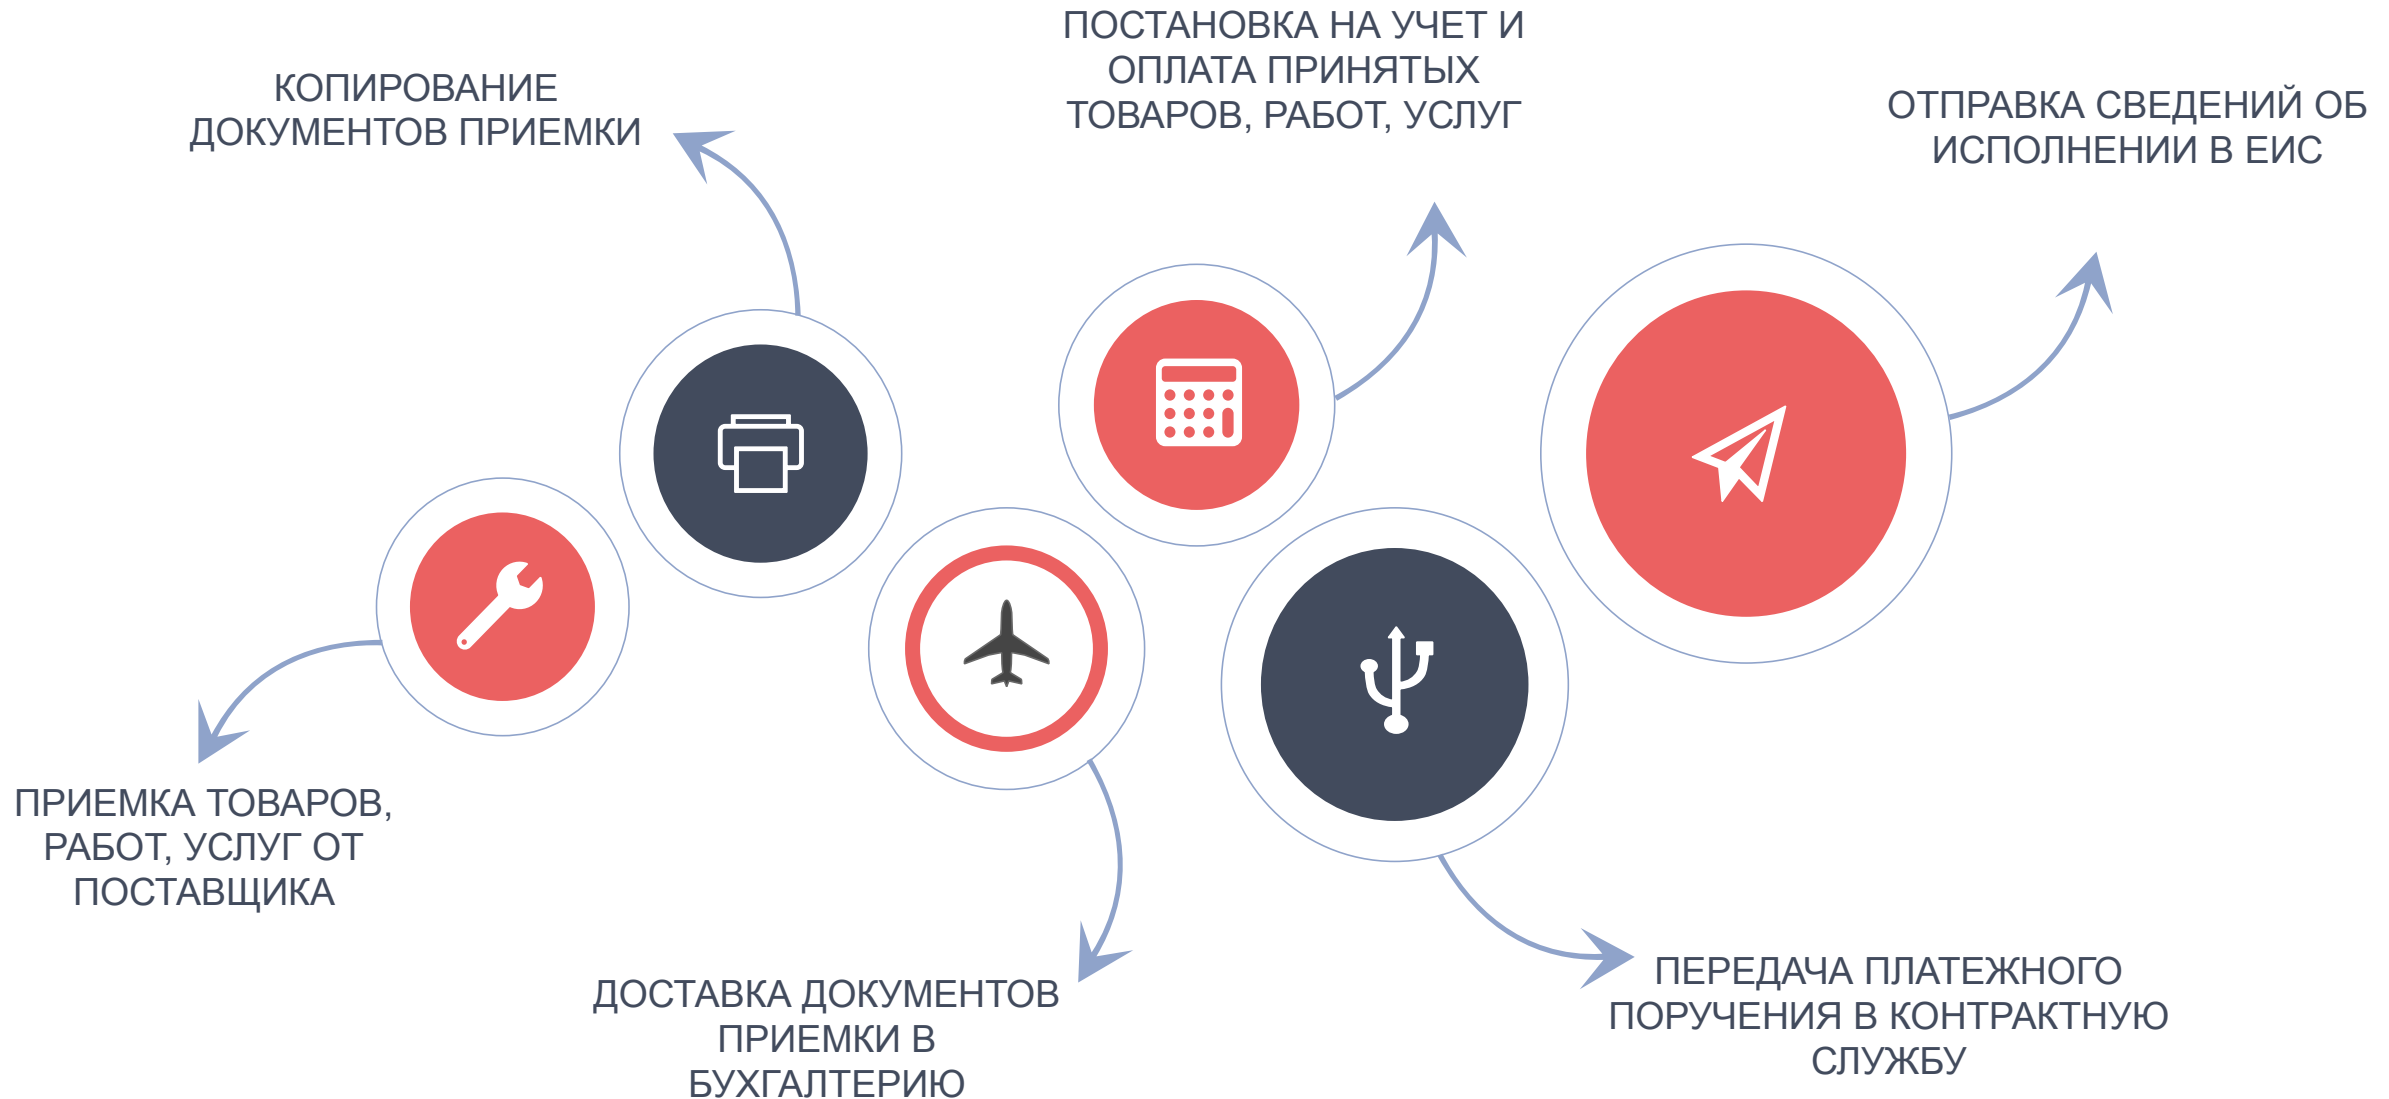 ПРИЕМКА ТОВАРОВ,
РАБОТ, УСЛУГ ОТ
ПОСТАВЩИКА
КОПИРОВАНИЕ
ДОКУМЕНТОВ ПРИЕМКИ
ДОСТАВКА ДОКУМЕНТОВ
ПРИЕМКИ В
БУХГАЛТЕРИЮ
ПОСТАНОВКА НА УЧЕТ И
ОПЛАТА ПРИНЯТЫХ
ТОВАРОВ, РАБОТ, УСЛУГ
ПЕРЕДАЧА ПЛАТЕЖНОГО
ПОРУЧЕНИЯ В КОНТРАКТНУЮ
СЛУЖБУ
ОТПРАВКА СВЕДЕНИЙ ОБ
ИСПОЛНЕНИИ В ЕИС